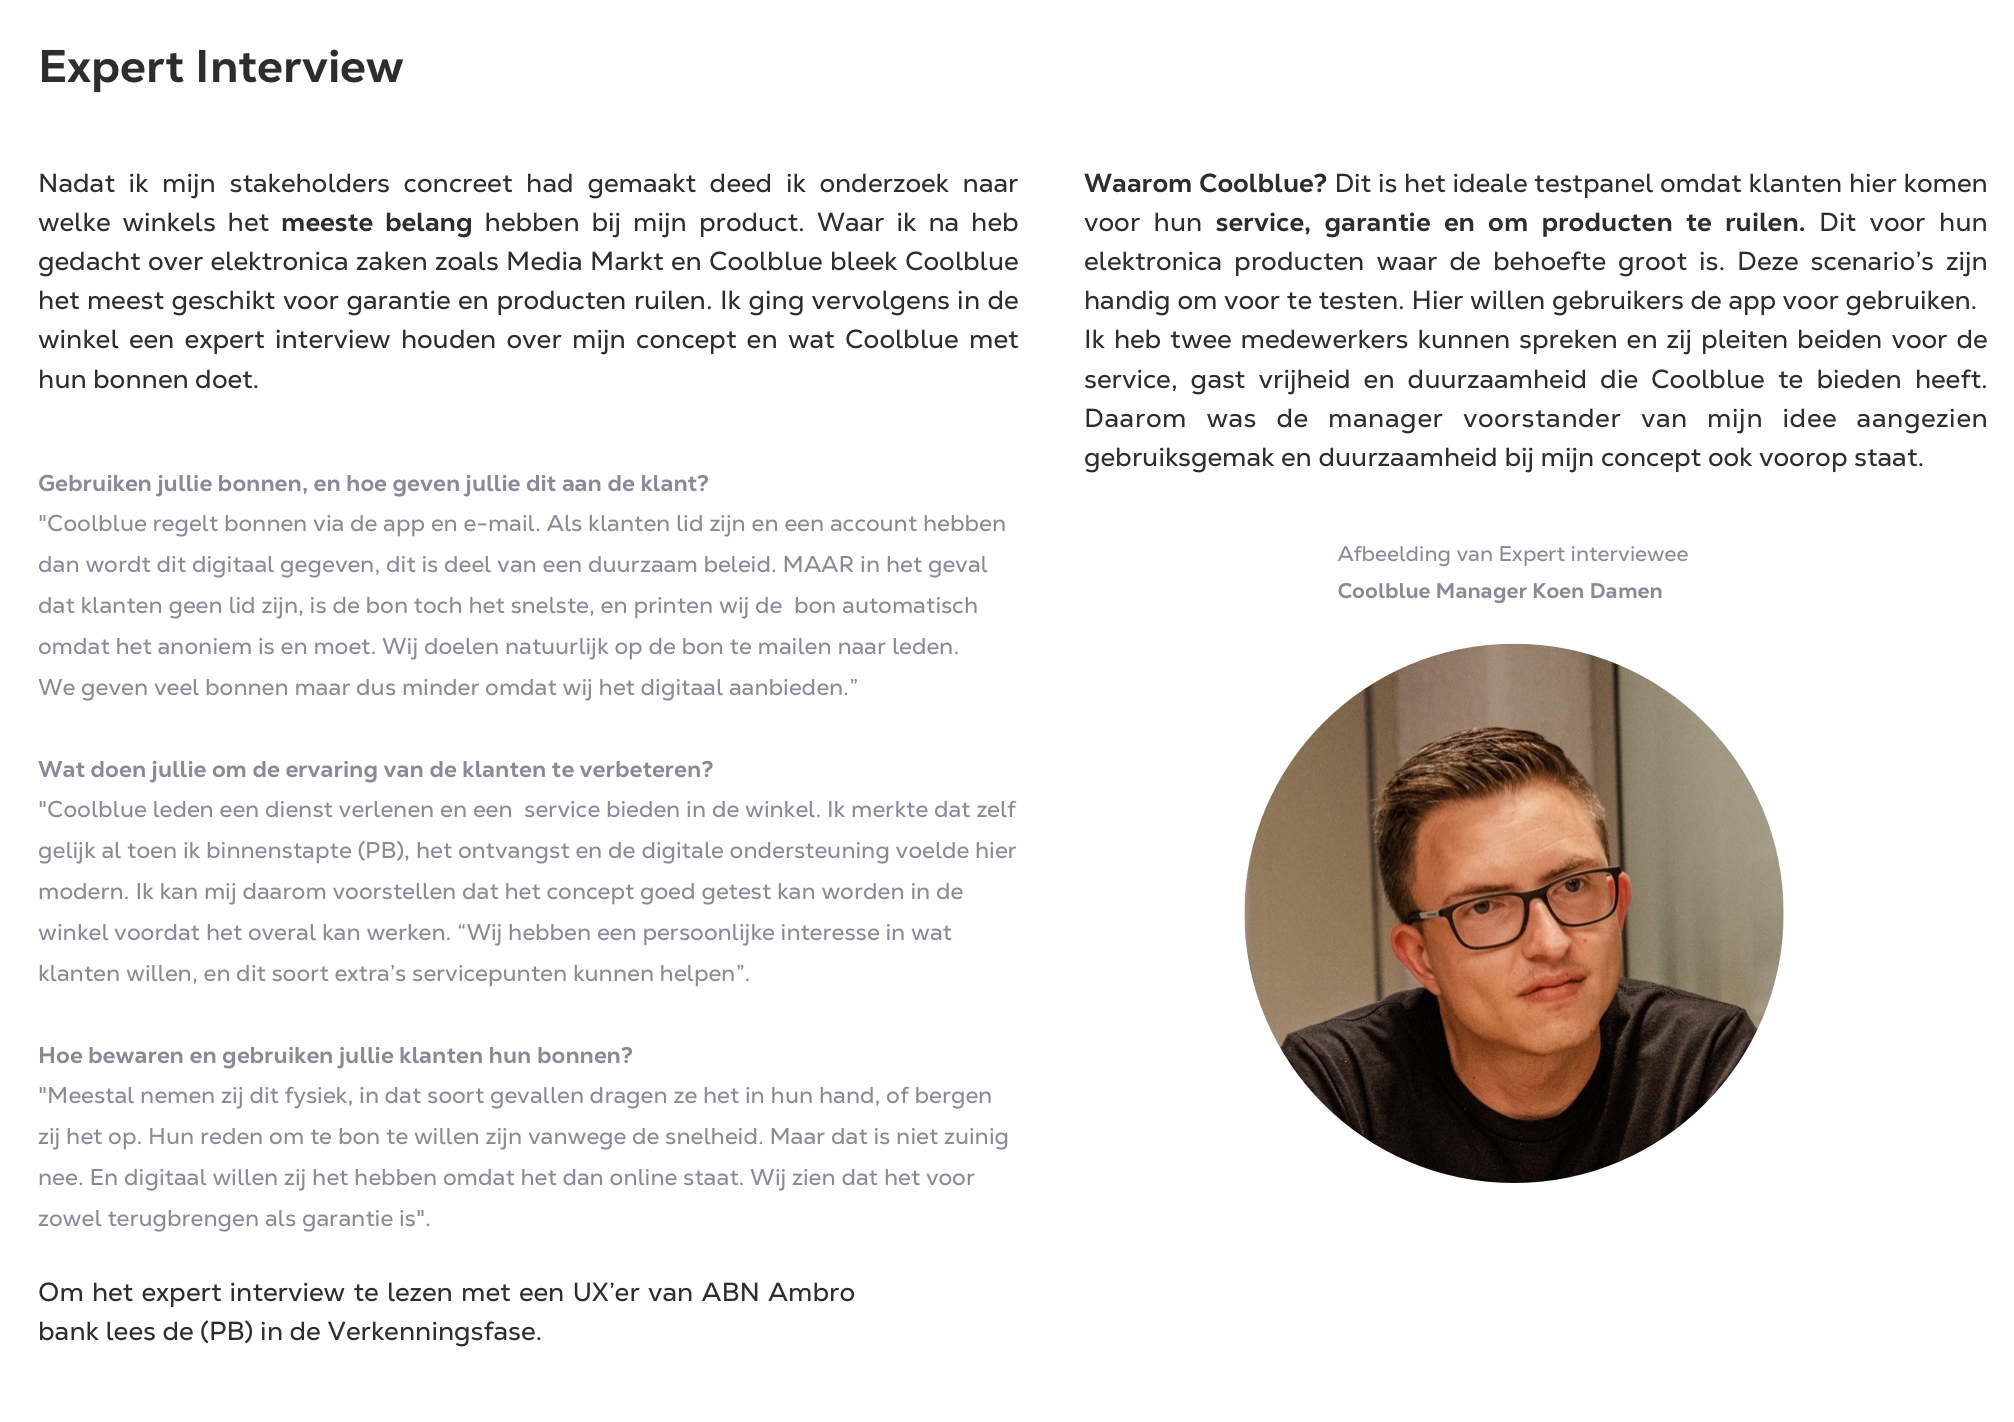 Expert Interview
Nadat ik mijn stakeholders concreet had gemaakt deed ik onderzoek naar
welke winkels het meeste belang hebben bij mijn product. Waar ik na heb
gedacht over elektronica zaken zoals Media Markt en Coolblue bleek Coolblue
het meest geschikt voor garantie en producten ruilen. Ik ging vervolgens in de
winkel een expert interview houden over mijn concept en wat Coolblue met
hun bonnen doet.
Gebruiken jullie bonnen, en hoe geven jullie dit aan de klant?
"Coolblue regelt bonnen via de app en e-mail. Als klanten lid zijn en een account hebben
dan wordt dit digitaal gegeven, dit is deel van een duurzaam beleid. MAAR in het geval
dat klanten geen lid zijn, is de bon toch het snelste, en printen wij de  bon automatisch
omdat het anoniem is en moet. Wij doelen natuurlijk op de bon te mailen naar leden.
We geven veel bonnen maar dus minder omdat wij het digitaal aanbieden.”
Wat doen jullie om de ervaring van de klanten te verbeteren?
"Coolblue leden een dienst verlenen en een  service bieden in de winkel. Ik merkte dat zelf
gelijk al toen ik binnenstapte (PB), het ontvangst en de digitale ondersteuning voelde hier
modern. Ik kan mij daarom voorstellen dat het concept goed getest kan worden in de
winkel voordat het overal kan werken. “Wij hebben een persoonlijke interesse in wat
klanten willen, en dit soort extra’s servicepunten kunnen helpen”.
Hoe bewaren en gebruiken jullie klanten hun bonnen?
"Meestal nemen zij dit fysiek, in dat soort gevallen dragen ze het in hun hand, of bergen
zij het op. Hun reden om te bon te willen zijn vanwege de snelheid. Maar dat is niet zuinig
nee. En digitaal willen zij het hebben omdat het dan online staat. Wij zien dat het voor
zowel terugbrengen als garantie is".
Om het expert interview te lezen met een UX’er van ABN Ambro
bank lees de (PB) in de Verkenningsfase.
Waarom Coolblue? Dit is het ideale testpanel omdat klanten hier komen
voor hun service, garantie en om producten te ruilen. Dit voor hun
elektronica producten waar de behoefte groot is. Deze scenario’s zijn
handig om voor te testen. Hier willen gebruikers de app voor gebruiken.
Ik heb twee medewerkers kunnen spreken en zij pleiten beiden voor de
service, gast vrijheid en duurzaamheid die Coolblue te bieden heeft.
Daarom was de manager voorstander van mijn idee aangezien
gebruiksgemak en duurzaamheid bij mijn concept ook voorop staat.
Afbeelding van Expert interviewee
Coolblue Manager Koen Damen